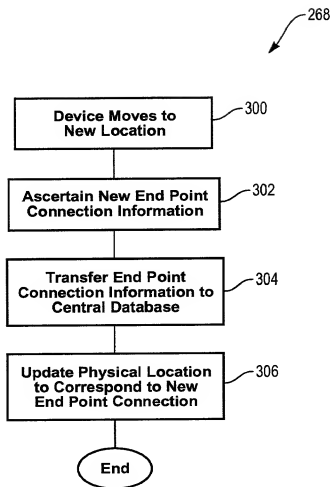 268
Device Moves to
New Location
300
Ascertain New End Point
Connection Information
302
Transfer End Point
Connection Information to
Central Database
304
Update Physical Location
to Correspond to New
End Point Connection
306
End